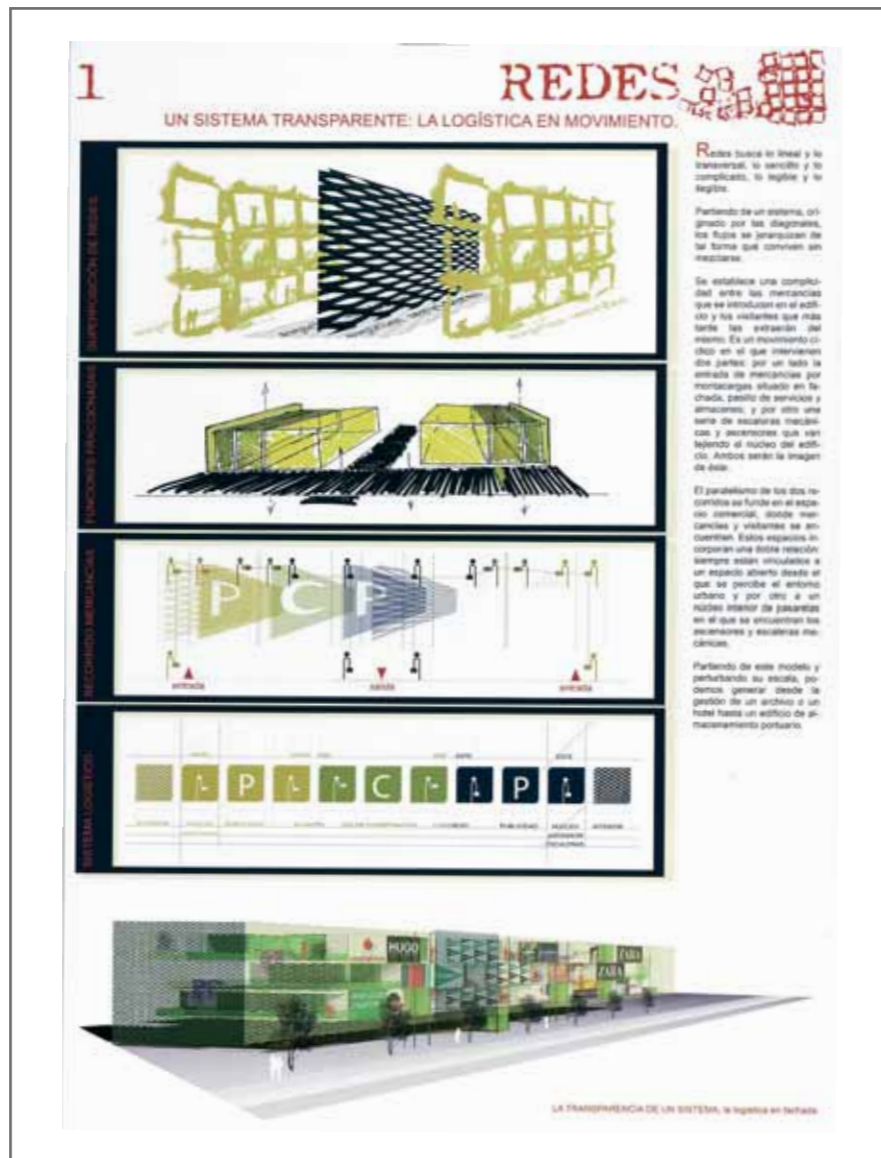 1
REDES
UN SISTEMA TRANSPARENTE: LA LOGÍSTICA EN MOVIMIENTO.
Redes busca lo lineal y lo
transversal, lo sencillo y lo
complicado, lo legible y lo
ilegible.
Partiendo de un sistema, ori-
ginado por las diagonales,
los flujos se jerarquizan de
tal forma que conviven sin
mezclarse.
Se establece una complici-
dad entre las mercancías
que se introducen en el edifi-
cio y los visitantes que más
tarde las extraerán del
mismo. Es un movimiento cí-
clico en el que intervienen
dos partes: por un lado la
entrada de mercancías por
montacargas situado en fa-
chada, pasillo de servicios y
almacenes; y por otro una
serie de escaleras mecáni-
cas y ascensores que van
tejiendo el núcleo del edifi-
cio. Ambos serán la imagen
de éste.
El paralelismo de los dos re-
corridos se funde en el espa-
cio comercial, donde mer-
cancías y visitantes se en-
cuentran. Estos espacios in-
corporan una doble relación:
siempre están vinculados a
un espacio abierto desde el
que se percibe el entorno
urbano y por otro a un
núcleo interior de pasarelas
en el que se encuentran los
ascensores y escaleras me-
cánicas.
Partiendo de este modelo y
perturbando su escala, po-
demos generar desde la
gestión de un archivo o un
hotel hasta un edificio de al-
macenamiento portuario.
SUPERPOSICIÓN DE REDES.
FUNCIONES FRACCIONADAS
RECORRIDO MERCANCÍAS.
P C P
entrada
salida
entrada
SISTEMA LOGÍSTICO.
P C P
PUBLICIDAD
HUGO
ZARA
ZARA
LA TRANSPARENCIA DE UN SISTEMA, la logística en fachada.